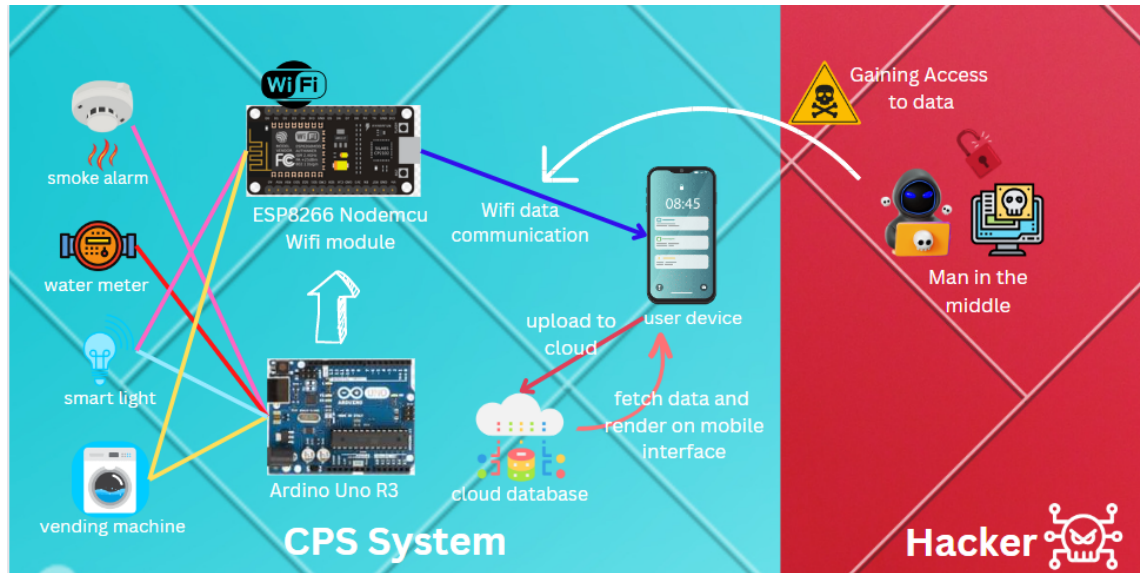 WiFi
Gaining Access
to data
smoke alarm
08:45
ESP8266 Nodemcu
Wifi module
Wifi data
communication
water meter
Man in the
middle
user device
upload to
cloud
smart light
fetch data and
render on mobile
interface
ARDUINO
UNO
Ardino Uno R3
cloud database
vending machine
CPS System
Hacker